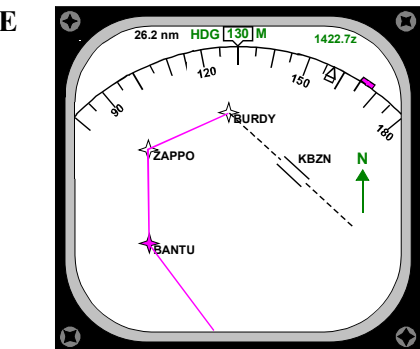 E
26.2 nm HDG 130 M 1422.7z
90 120 150 180
BURDY
ZAPPO
KBZN
N
BANTU